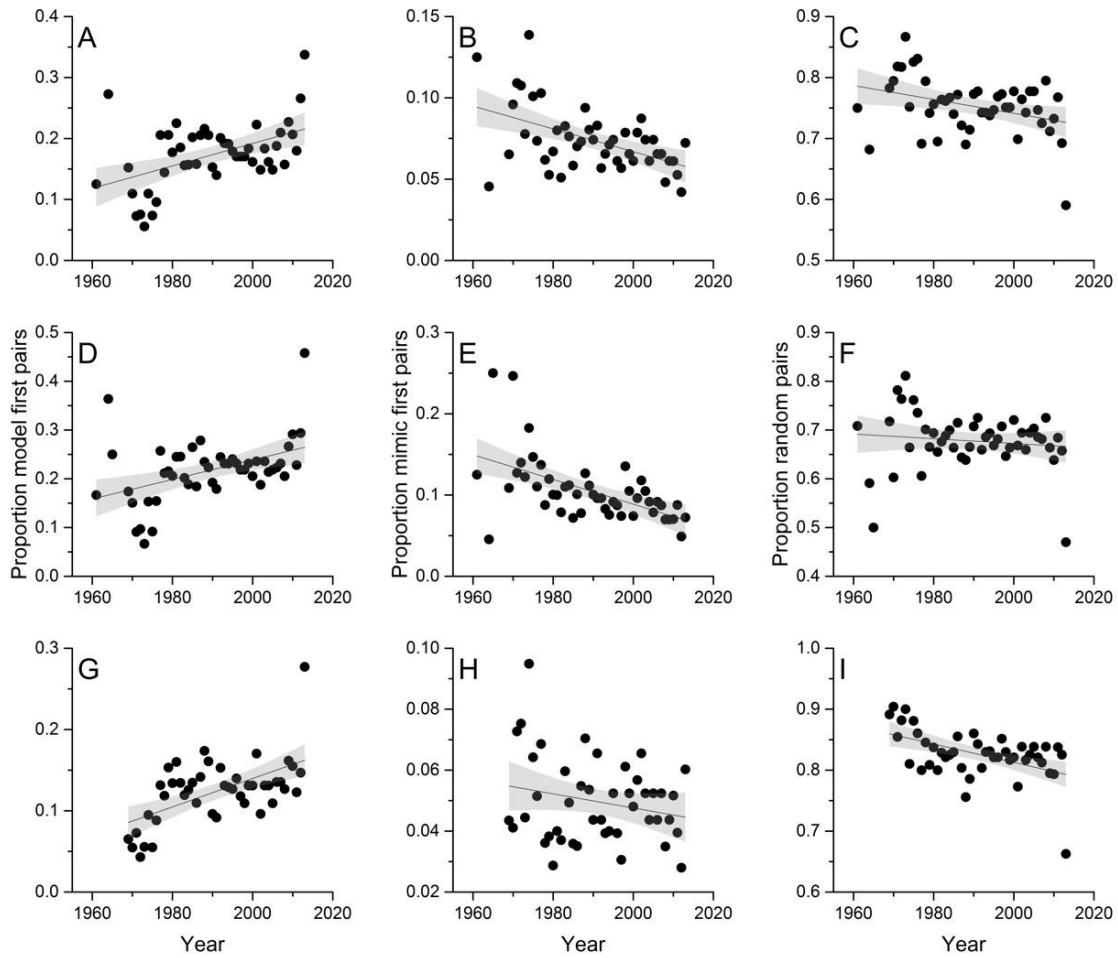 A
B
C
0.4
0.3
0.2
0.1
0.0
0.15
0.10
0.05
0.00
0.9
0.8
0.7
0.6
0.5
1960 1980 2000 2020
1960 1980 2000 2020
1960 1980 2000 2020
Proportion model first pairs
D
0.5
0.4
0.3
0.2
0.1
0.0
1960 1980 2000 2020
Proportion mimic first pairs
E
0.3
0.2
0.1
0.0
1960 1980 2000 2020
Proportion random pairs
F
0.9
0.8
0.7
0.6
0.5
0.4
1960 1980 2000 2020
G
0.3
0.2
0.1
0.0
1960 1980 2000 2020
Year
H
0.10
0.08
0.06
0.04
0.02
1960 1980 2000 2020
Year
I
1.0
0.9
0.8
0.7
0.6
1960 1980 2000 2020
Year